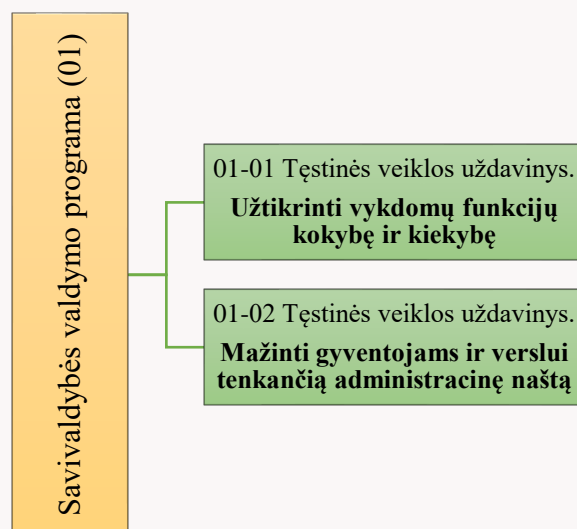 Savivaldybės valdymo programa (01)
01-01 Tęstinės veiklos uždavinys.
Užtikrinti vykdomų funkcijų
kokybę ir kiekybę
01-02 Tęstinės veiklos uždavinys.
Mažinti gyventojams ir verslui
tenkančią administracinę naštą